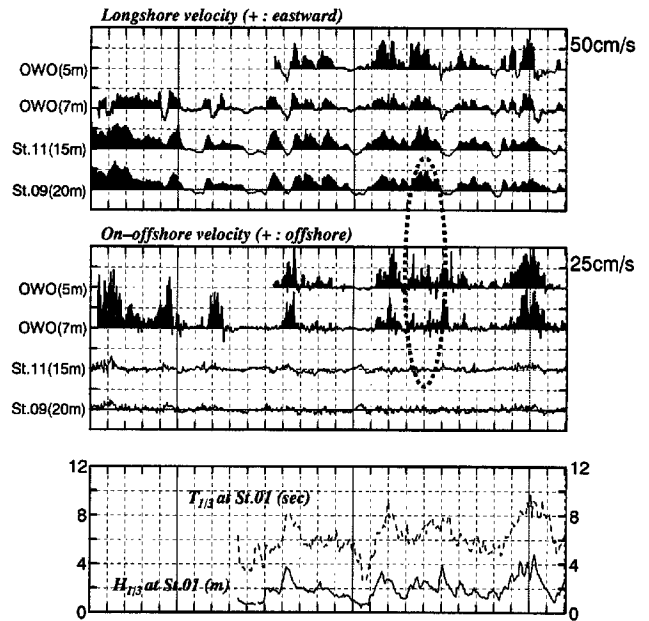 Longshore velocity (+ : eastward)
50cm/s
OWO(5m)
OWO(7m)
St.11(15m)
St.09(20m)
On-offshore velocity (+ : offshore)
25cm/s
OWO(5m)
OWO(7m)
St.11(15m)
St.09(20m)
12 12
T1/3 at St.01 (sec)
8 8
4 4
H1/3 at St.01 (m)
0 0